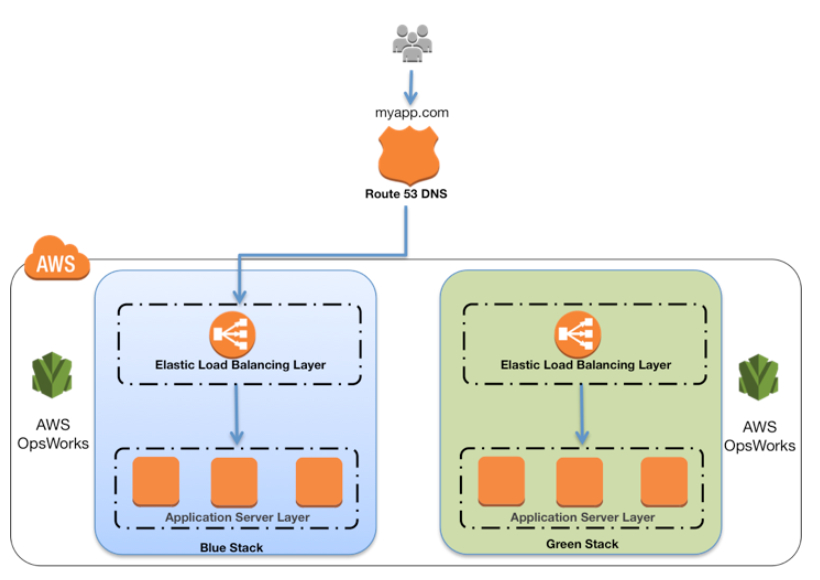 myapp.com
Route 53 DNS
AWS
Elastic Load Balancing Layer
Elastic Load Balancing Layer
AWS
OpsWorks
AWS
OpsWorks
Application Server Layer
Application Server Layer
Blue Stack
Green Stack